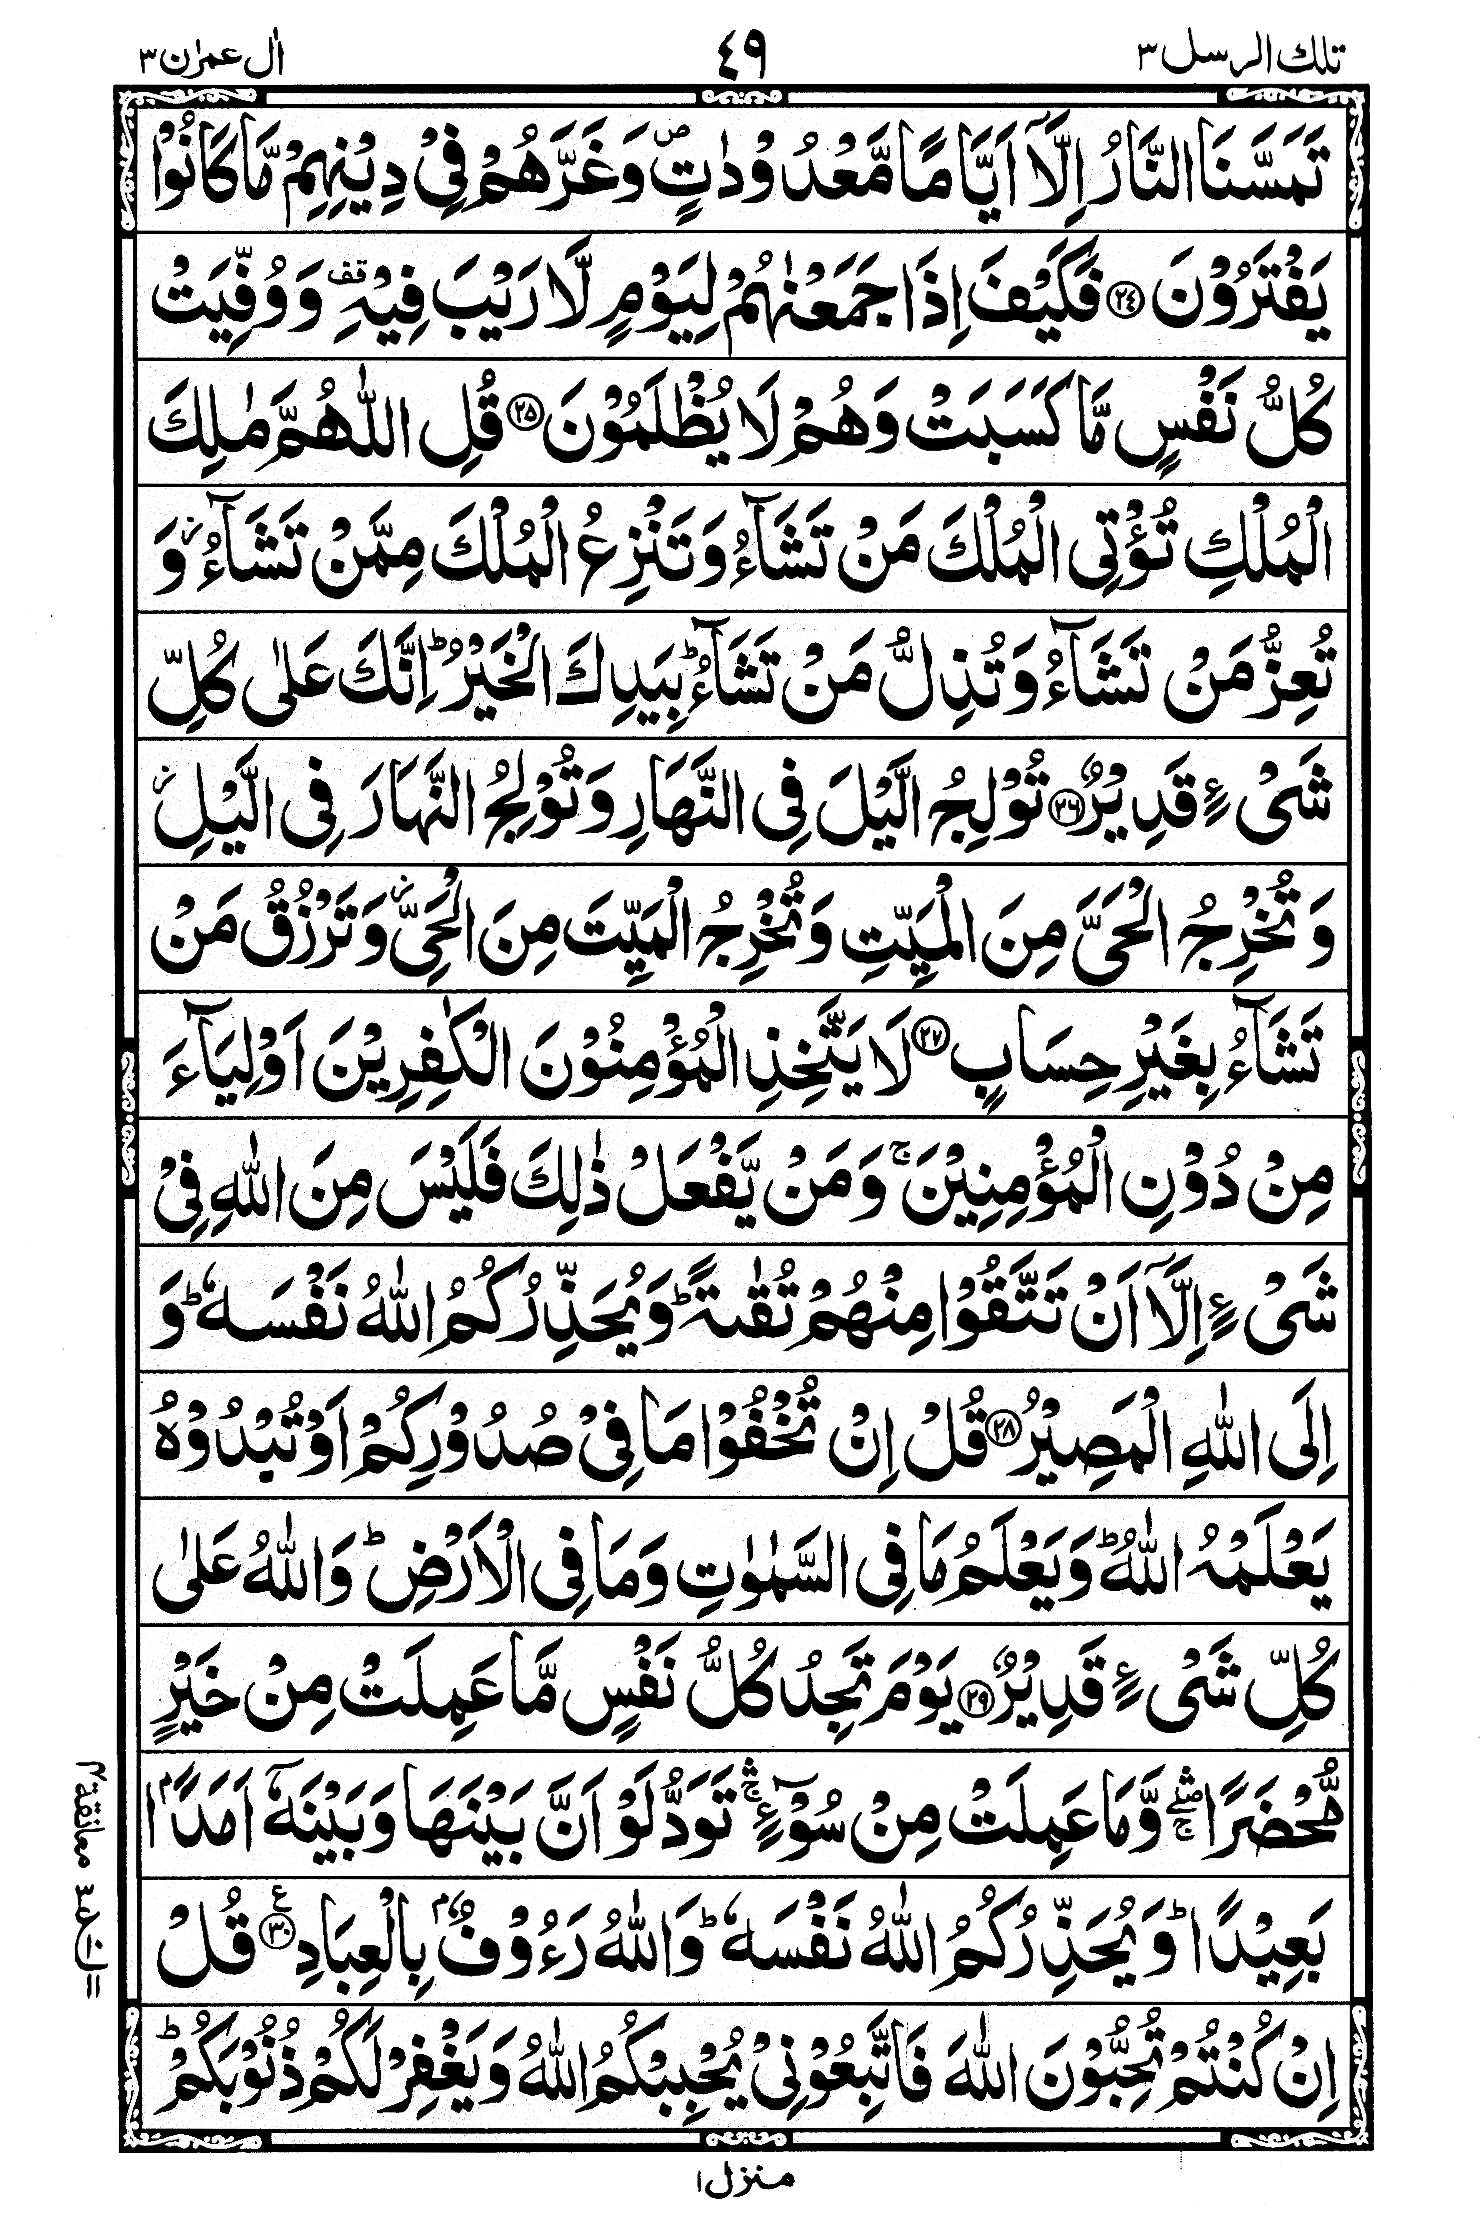 تلك الرسل ٣
٤٩
اٰل عمرٰن ٣
تَمَسَّنَا النَّارُ اِلَّاۤ اَيَّامًا مَّعْدُوْدٰتٍ۪ وَغَرَّهُمْ فِيْ دِيْنِهِمْ مَّا كَانُوْا
يَفْتَرُوْنَ ﴿۲۴﴾ فَكَيْفَ اِذَا جَمَعْنٰهُمْ لِيَوْمٍ لَّا رَيْبَ فِيْهِ قف وَوُفِّيَتْ
كُلُّ نَفْسٍ مَّا كَسَبَتْ وَهُمْ لَا يُظْلَمُوْنَ ﴿۲۵﴾ قُلِ اللّٰهُمَّ مٰلِكَ
الْمُلْكِ تُؤْتِى الْمُلْكَ مَنْ تَشَآءُ وَتَنْزِعُ الْمُلْكَ مِمَّنْ تَشَآءُ ز وَ
تُعِزُّ مَنْ تَشَآءُ وَتُذِلُّ مَنْ تَشَآءُ ط بِيَدِكَ الْخَيْرُ ط اِنَّكَ عَلٰى كُلِّ
شَىْءٍ قَدِيْرٌ ﴿۲۶﴾ تُوْلِجُ الَّيْلَ فِى النَّهَارِ وَتُوْلِجُ النَّهَارَ فِى الَّيْلِ ز
وَتُخْرِجُ الْحَىَّ مِنَ الْمَيِّتِ وَتُخْرِجُ الْمَيِّتَ مِنَ الْحَىِّ ز وَتَرْزُقُ مَنْ
تَشَآءُ بِغَيْرِ حِسَابٍ ﴿۲۷﴾ لَا يَتَّخِذِ الْمُؤْمِنُوْنَ الْكٰفِرِيْنَ اَوْلِيَآءَ
مِنْ دُوْنِ الْمُؤْمِنِيْنَ ج وَمَنْ يَّفْعَلْ ذٰلِكَ فَلَيْسَ مِنَ اللّٰهِ فِيْ
شَىْءٍ اِلَّاۤ اَنْ تَتَّقُوْا مِنْهُمْ تُقٰىةً ط وَيُحَذِّرُكُمُ اللّٰهُ نَفْسَهٗ ط وَ
اِلَى اللّٰهِ الْمَصِيْرُ ﴿۲۸﴾ قُلْ اِنْ تُخْفُوْا مَا فِيْ صُدُوْرِكُمْ اَوْ تُبْدُوْهُ
يَعْلَمْهُ اللّٰهُ ط وَيَعْلَمُ مَا فِى السَّمٰوٰتِ وَمَا فِى الْاَرْضِ ط وَاللّٰهُ عَلٰى
كُلِّ شَىْءٍ قَدِيْرٌ ﴿۲۹﴾ يَوْمَ تَجِدُ كُلُّ نَفْسٍ مَّا عَمِلَتْ مِنْ خَيْرٍ
مُّحْضَرًا ۛ صلے ج وَّمَا عَمِلَتْ مِنْ سُوْٓءٍ ۛ ج تَوَدُّ لَوْ اَنَّ بَيْنَهَا وَبَيْنَهٗٓ اَمَدًاۢ
بَعِيْدًا ط وَيُحَذِّرُكُمُ اللّٰهُ نَفْسَهٗ ط وَاللّٰهُ رَءُوْفٌۢ بِالْعِبَادِ ﴿۳۰﴾ ع قُلْ
اِنْ كُنْتُمْ تُحِبُّوْنَ اللّٰهَ فَاتَّبِعُوْنِيْ يُحْبِبْكُمُ اللّٰهُ وَيَغْفِرْ لَكُمْ ذُنُوْبَكُمْ ط
معانقة
منزل ١